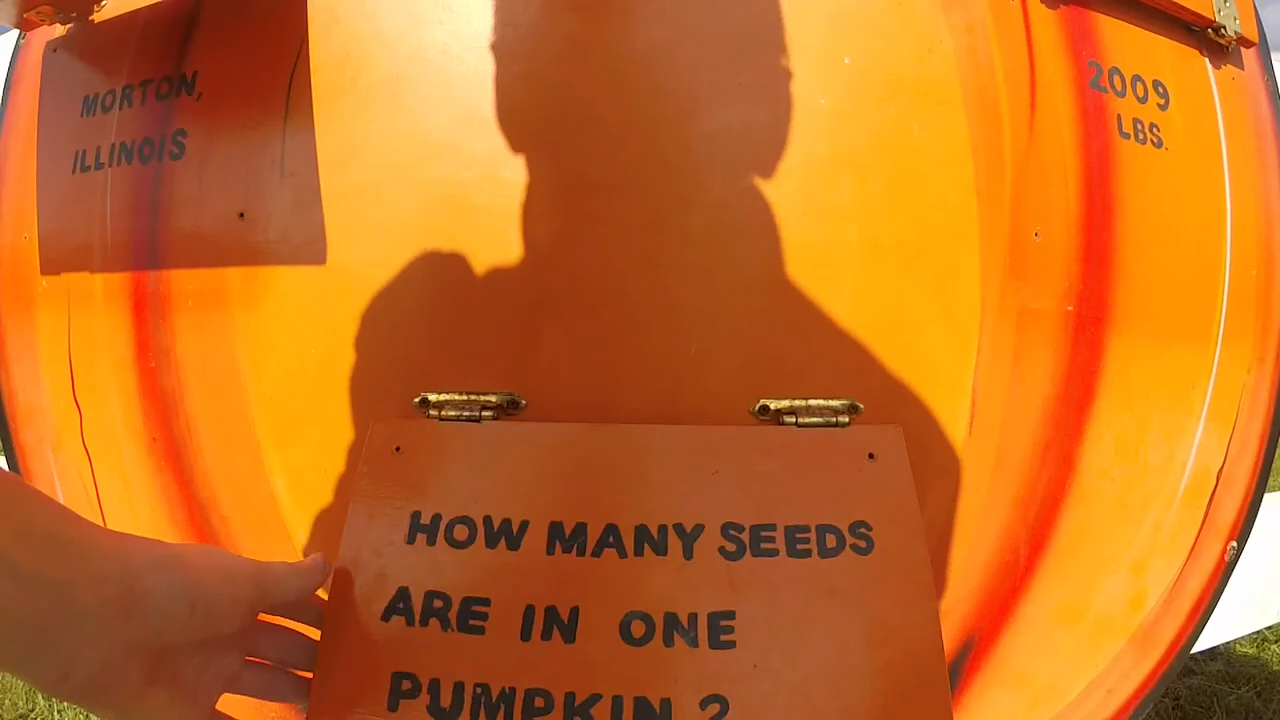 MORTON,
ILLINOIS
2009
LBS.
HOW MANY SEEDS
ARE IN ONE
PUMPKIN?